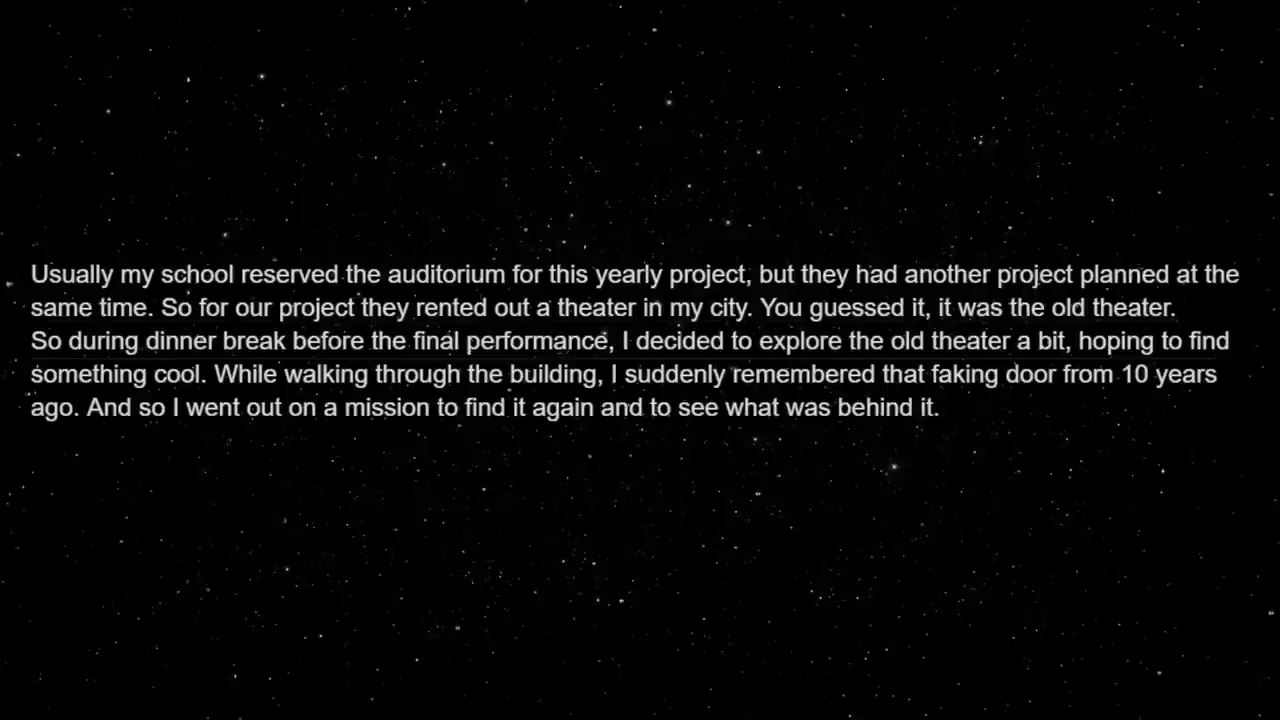 Usually my school reserved the auditorium for this yearly project, but they had another project planned at the
same time. So for our project they rented out a theater in my city. You guessed it, it was the old theater.
So during dinner break before the final performance, I decided to explore the old theater a bit, hoping to find
something cool. While walking through the building, I suddenly remembered that faking door from 10 years
ago. And so I went out on a mission to find it again and to see what was behind it.